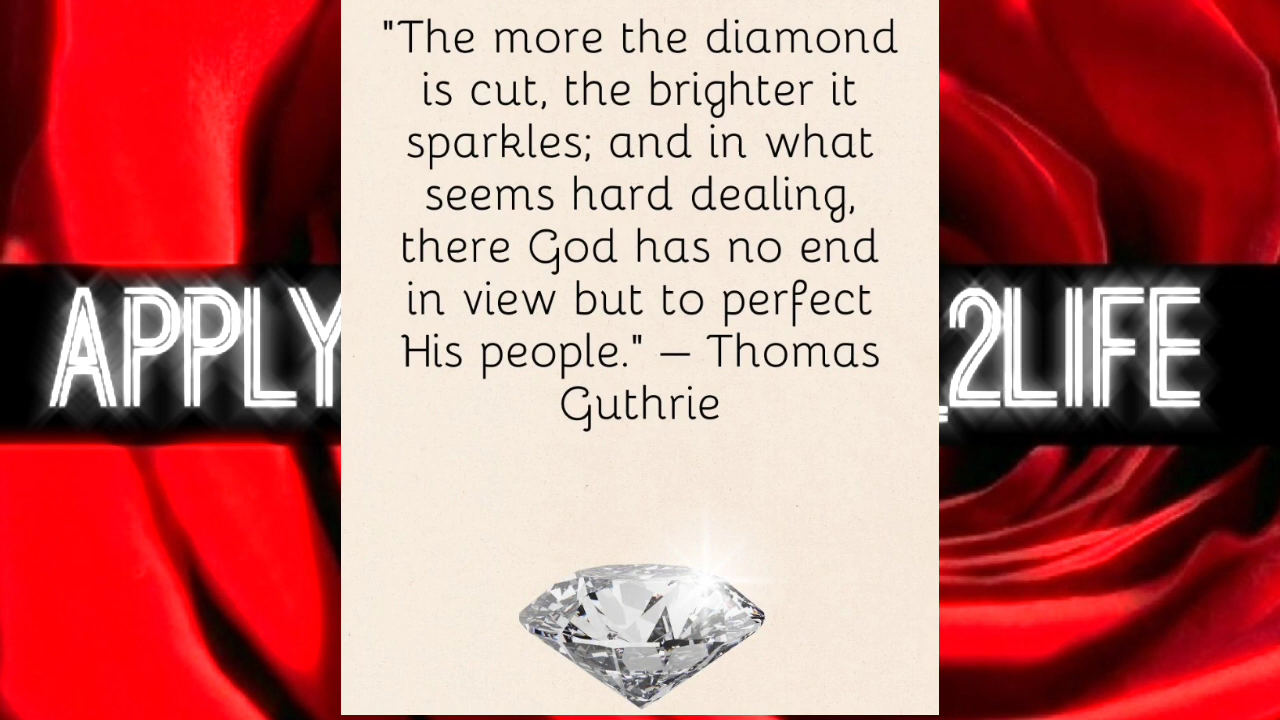 "The more the diamond
is cut, the brighter it
sparkles; and in what
seems hard dealing,
there God has no end
in view but to perfect
His people." – Thomas
Guthrie
APPLY
2LIFE